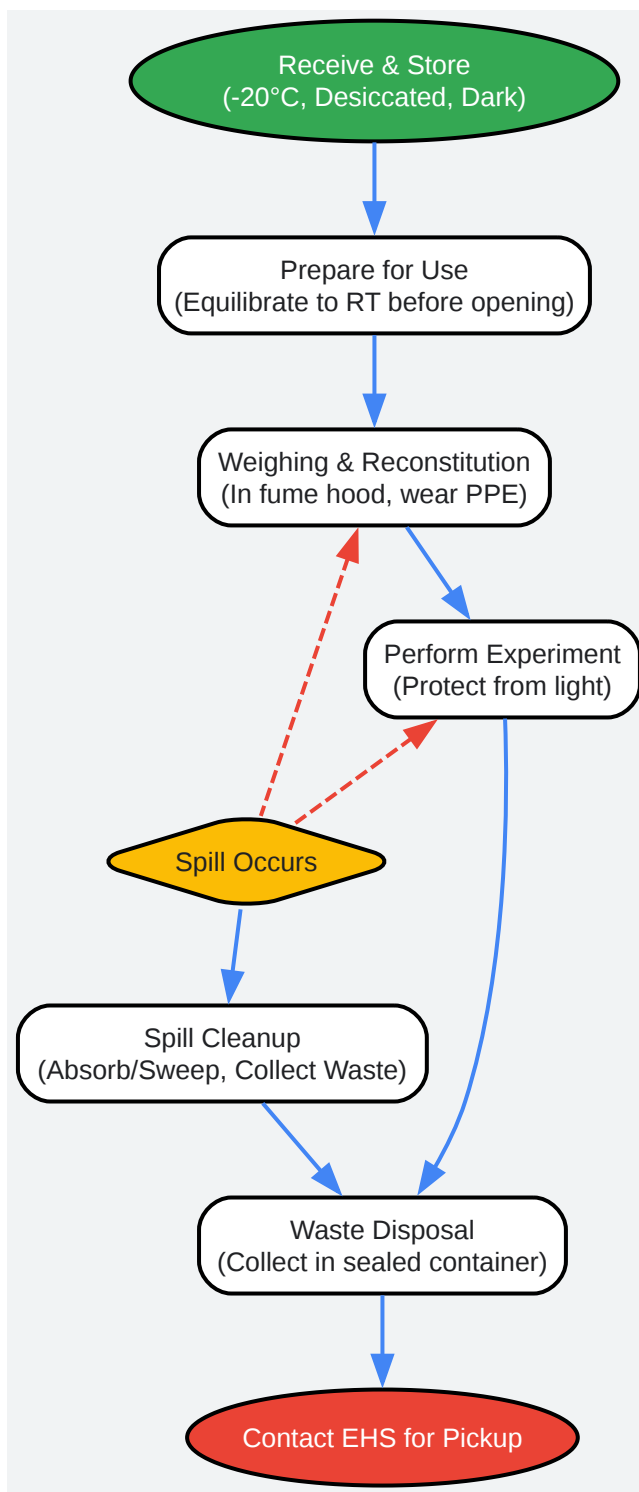 Receive & Store
(-20°C, Desiccated, Dark)
Prepare for Use
(Equilibrate to RT before opening)
Weighing & Reconstitution
(In fume hood, wear PPE)
Perform Experiment
(Protect from light)
Spill Occurs
Spill Cleanup
(Absorb/Sweep, Collect Waste)
Waste Disposal
(Collect in sealed container)
Contact EHS for Pickup